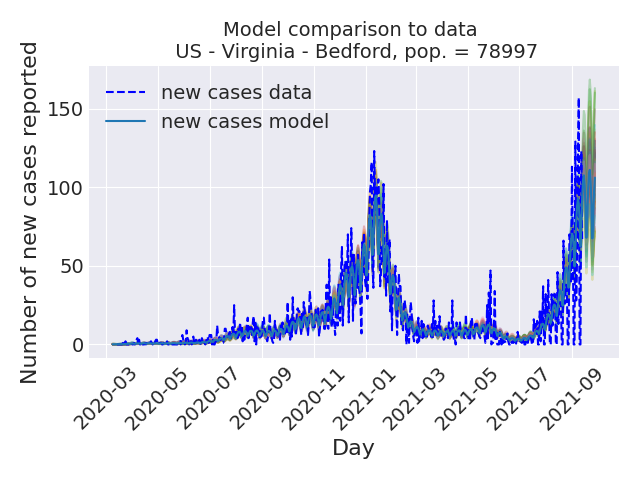 Model comparison to data
US - Virginia - Bedford, pop. = 78997
Number of new cases reported
new cases data
new cases model
150
100
50
0
2020-03
2020-05
2020-07
2020-09
2020-11
2021-01
2021-03
2021-05
2021-07
2021-09
Day